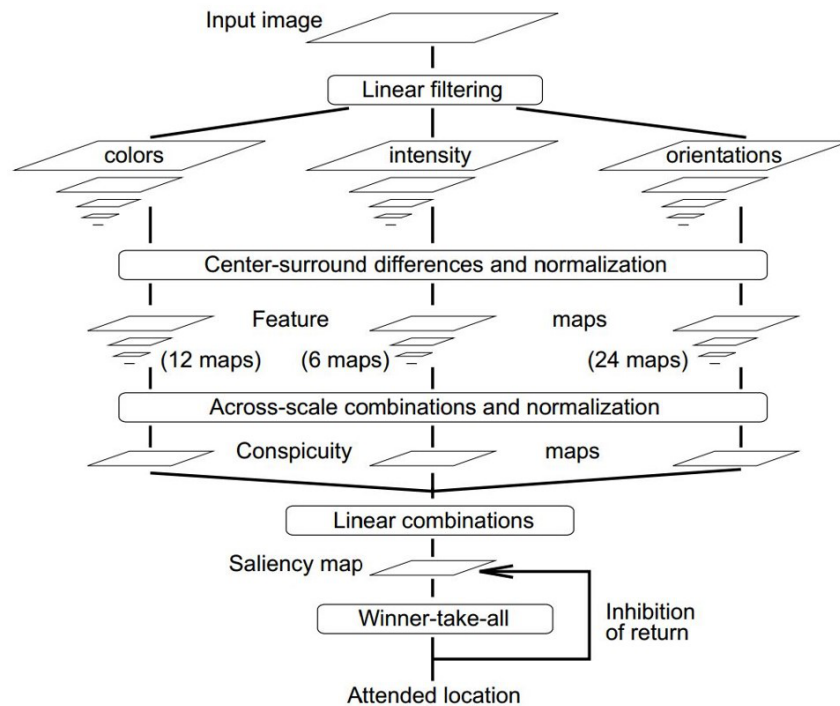 Input image
Linear filtering
colors intensity orientations
Center-surround differences and normalization
Feature maps
(12 maps) (6 maps) (24 maps)
Across-scale combinations and normalization
Conspicuity maps
Linear combinations
Saliency map
Winner-take-all
Inhibition
of return
Attended location